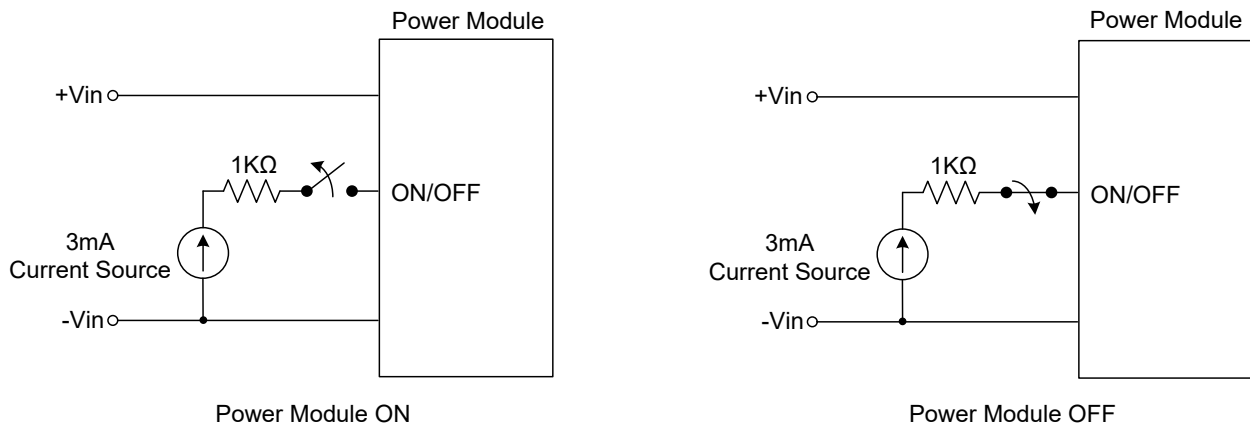 Power Module
+Vin
1KΩ
ON/OFF
3mA
Current Source
-Vin
Power Module ON
Power Module
+Vin
1KΩ
ON/OFF
3mA
Current Source
-Vin
Power Module OFF